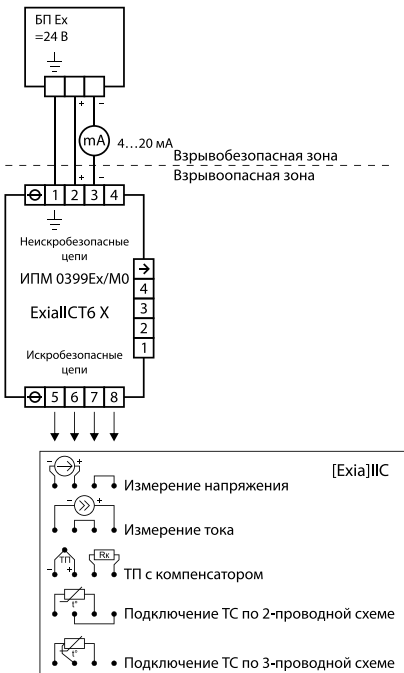 БП Ex
=24 В
+ −
mA
4…20 мА
Взрывобезопасная зона
Взрывоопасная зона
+ −
1 2 3 4
Неискробезопасные
цепи
ИПМ 0399Ex/М0
4
ExiaIICT6 X
3
2
1
Искробезопасные
цепи
5 6 7 8
[Exia]IIC
− +
Измерение напряжения
− +
Измерение тока
ТП
Rк
− +
ТП с компенсатором
t°
Подключение ТС по 2-проводной схеме
t°
Подключение ТС по 3-проводной схеме